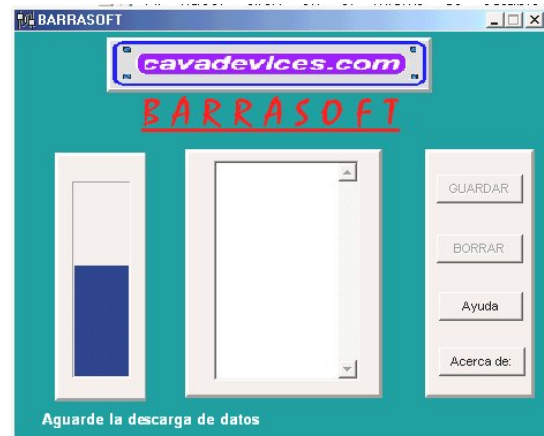 BARRASOFT
cavadevices.com
BARRASOFT
GUARDAR
BORRAR
Ayuda
Acerca de:
Aguarde la descarga de datos